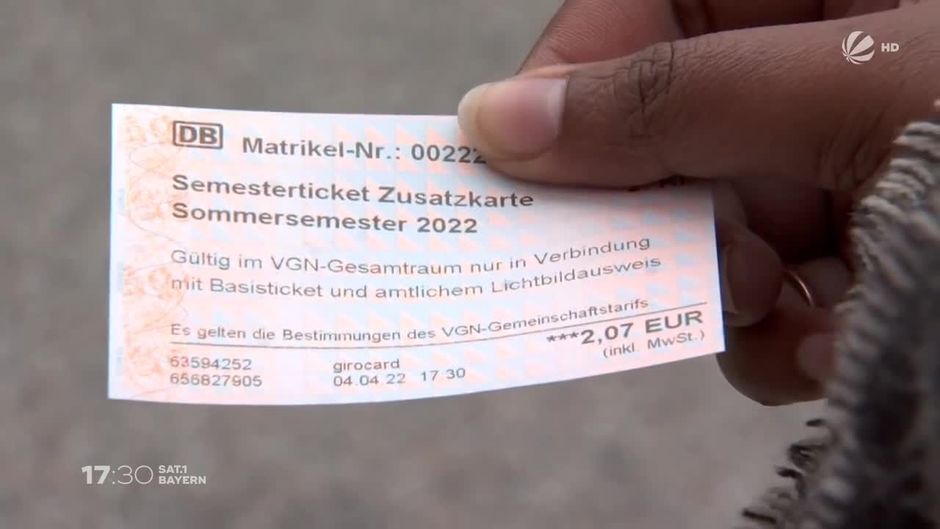 HD
DB Matrikel-Nr.: 00222
Semesterticket Zusatzkarte
Sommersemester 2022
Gültig im VGN-Gesamtraum nur in Verbindung
mit Basisticket und amtlichem Lichtbildausweis
Es gelten die Bestimmungen des VGN-Gemeinschaftstarifs
***2,07 EUR
(inkl. MwSt.)
63594252 girocard
656827905 04.04.22 17 30
17:30 SAT.1
BAYERN